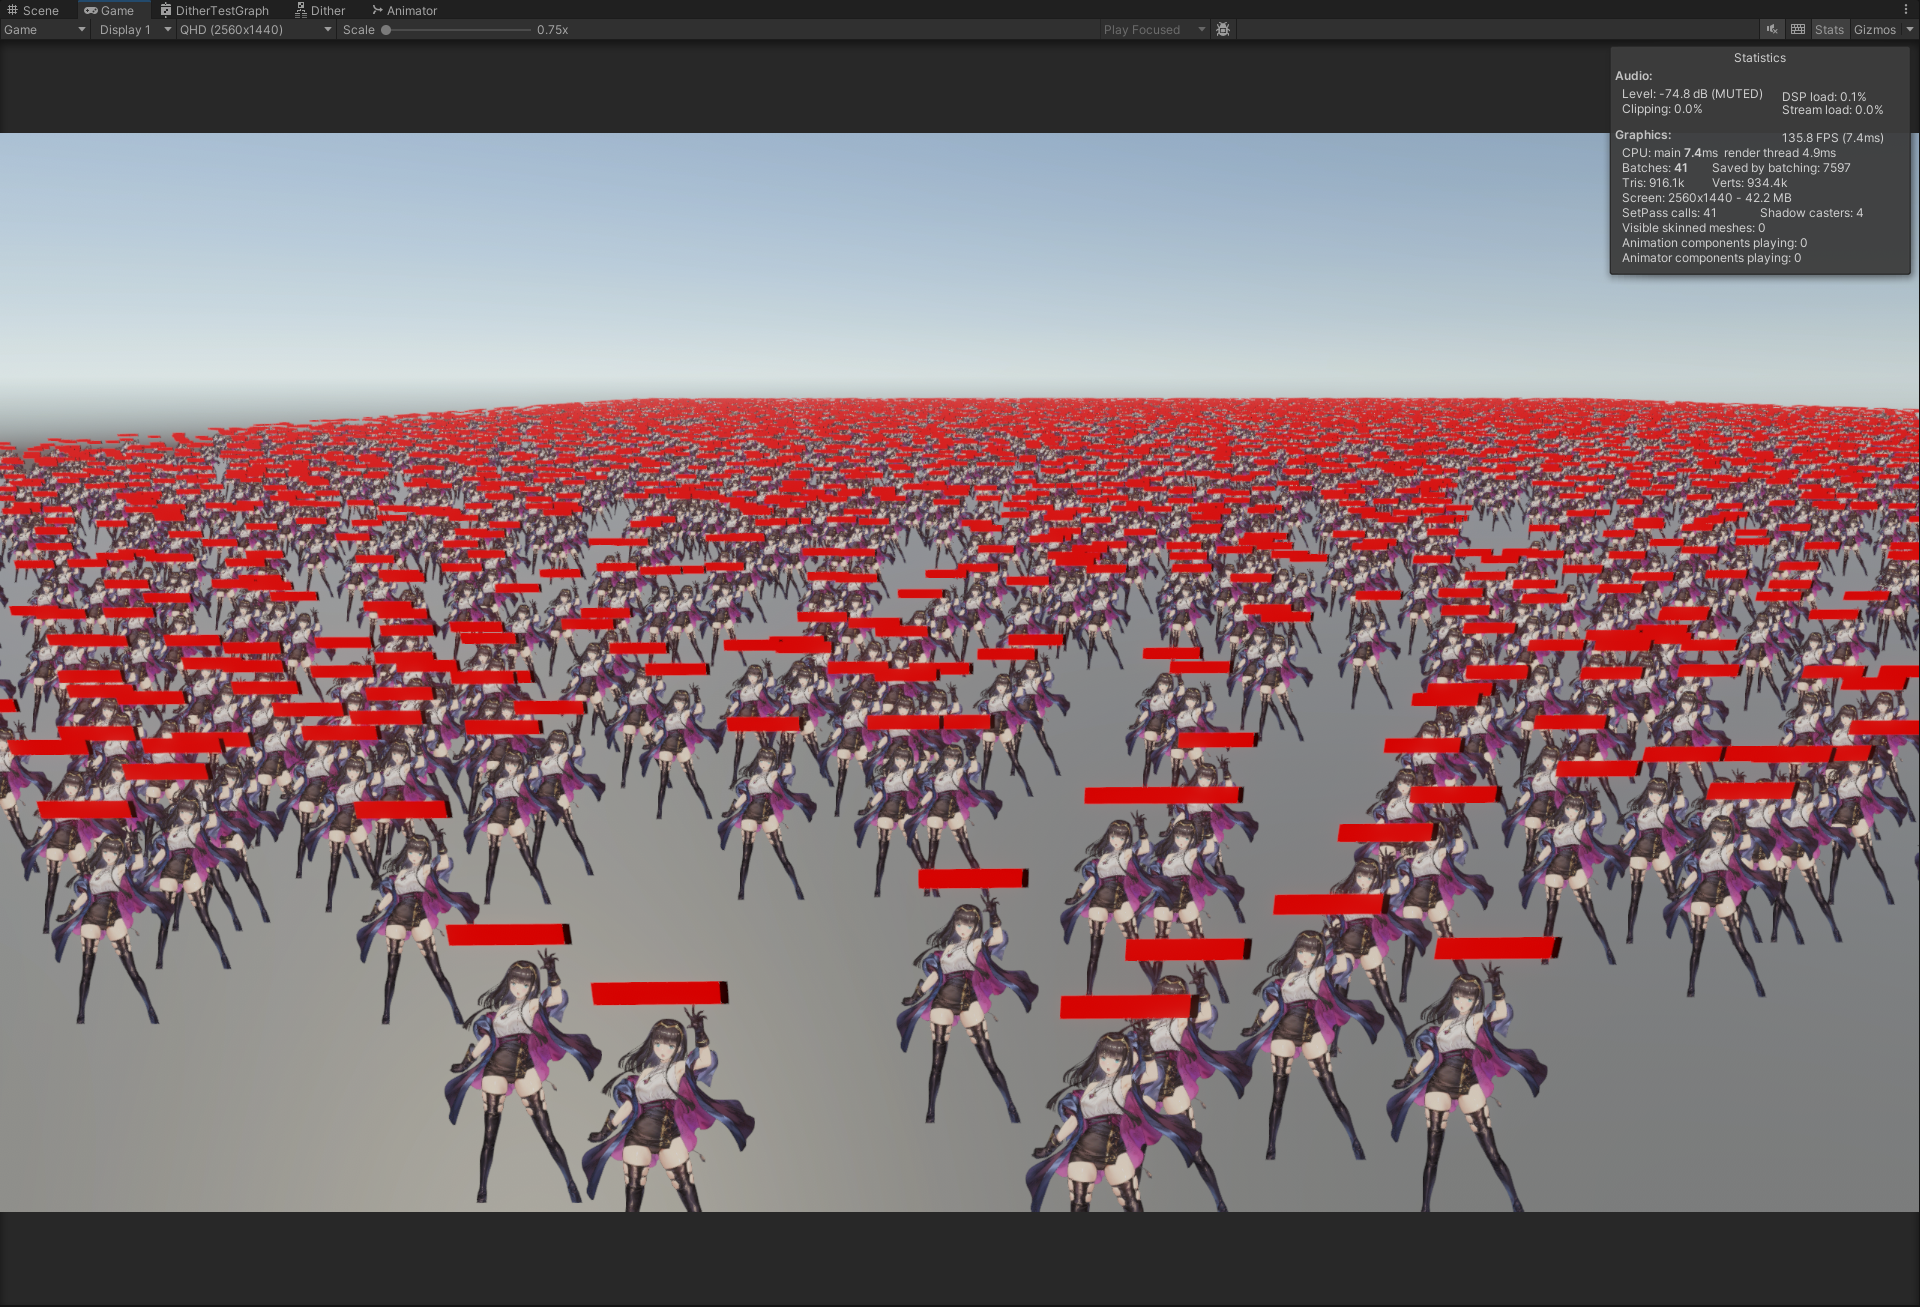 Scene Game DitherTestGraph Dither Animator
Game Display 1 QHD (2560x1440) Scale 0.75x Play Focused Stats Gizmos
Statistics
Audio:
Level: -74.8 dB (MUTED) DSP load: 0.1%
Clipping: 0.0% Stream load: 0.0%
Graphics: 135.8 FPS (7.4ms)
CPU: main 7.4ms render thread 4.9ms
Batches: 41 Saved by batching: 7597
Tris: 916.1k Verts: 934.4k
Screen: 2560x1440 - 42.2 MB
SetPass calls: 41 Shadow casters: 4
Visible skinned meshes: 0
Animation components playing: 0
Animator components playing: 0